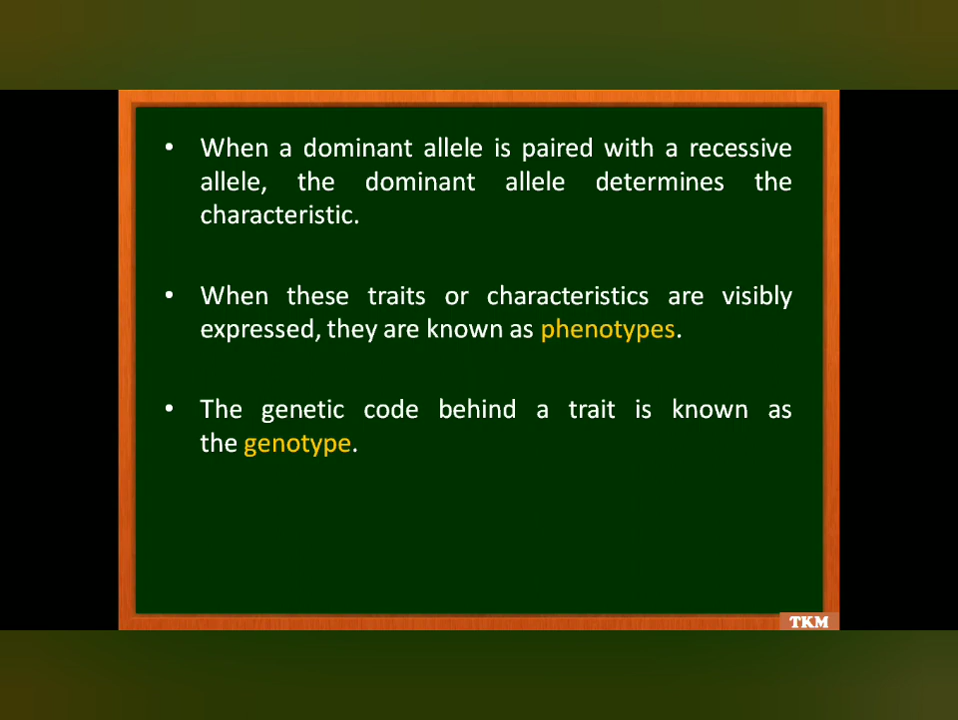 • When a dominant allele is paired with a recessive
allele, the dominant allele determines the
characteristic.
• When these traits or characteristics are visibly
expressed, they are known as phenotypes.
• The genetic code behind a trait is known as
the genotype.
TKM